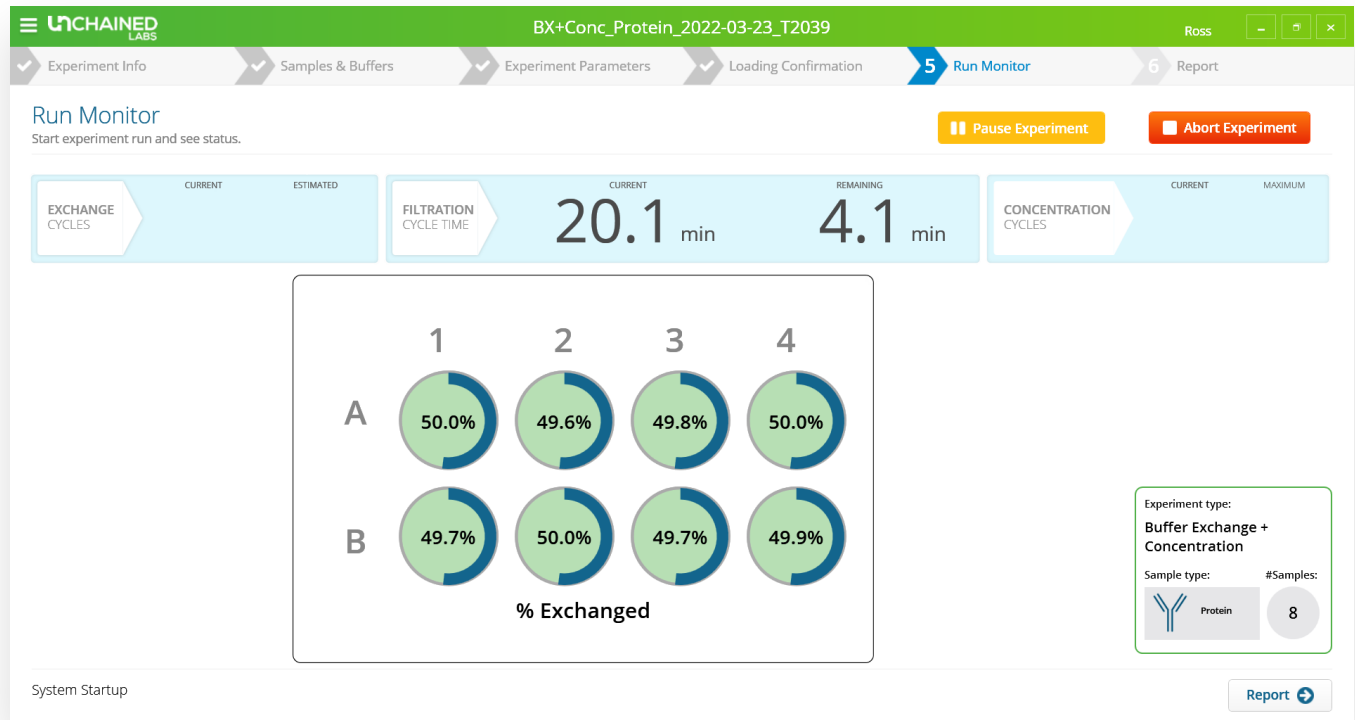 UNCHAINED LABS
BX+Conc_Protein_2022-03-23_T2039
Ross
Experiment Info
Samples & Buffers
Experiment Parameters
Loading Confirmation
5 Run Monitor
6 Report
Run Monitor
Start experiment run and see status.
Pause Experiment
Abort Experiment
EXCHANGE
CYCLES
CURRENT
ESTIMATED
FILTRATION
CYCLE TIME
CURRENT
20.1 min
REMAINING
4.1 min
CONCENTRATION
CYCLES
CURRENT
MAXIMUM
1 2 3 4
A 50.0% 49.6% 49.8% 50.0%
B 49.7% 50.0% 49.7% 49.9%
% Exchanged
Experiment type:
Buffer Exchange +
Concentration
Sample type: #Samples:
Protein 8
System Startup
Report